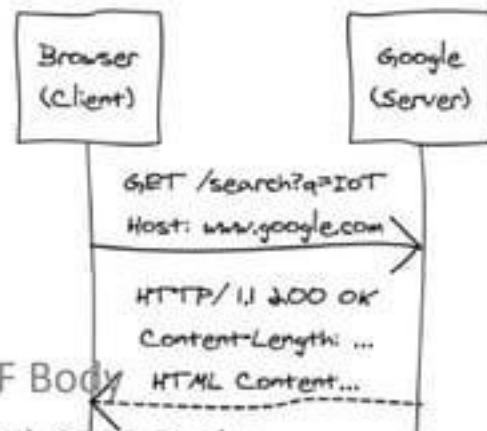 Browser
(Client)
Google
(Server)
GET /search?q=IoT
Host: www.google.com
HTTP/1.1 200 OK
Content-Length: ...
F Body
HTML Content...